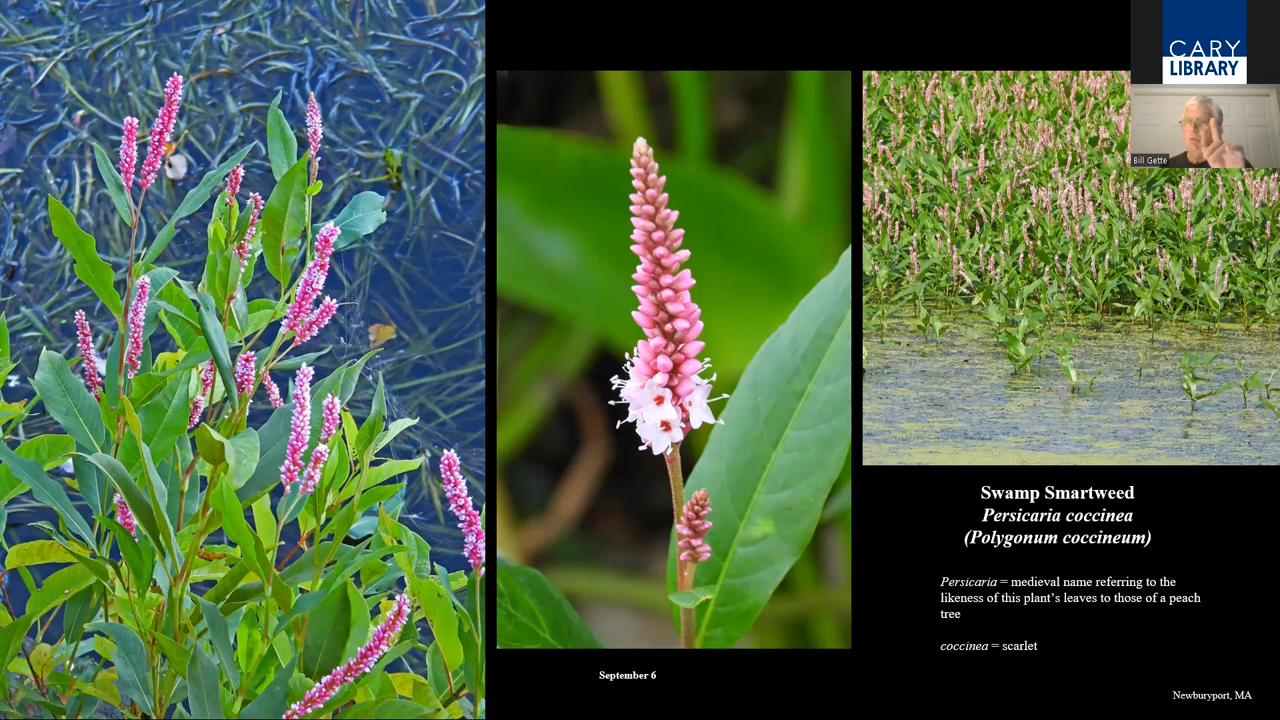 CARY
LIBRARY
Bill Gette
Swamp Smartweed
Persicaria coccinea
(Polygonum coccineum)
Persicaria = medieval name referring to the
likeness of this plant's leaves to those of a peach
tree
coccinea = scarlet
September 6
Newburyport, MA